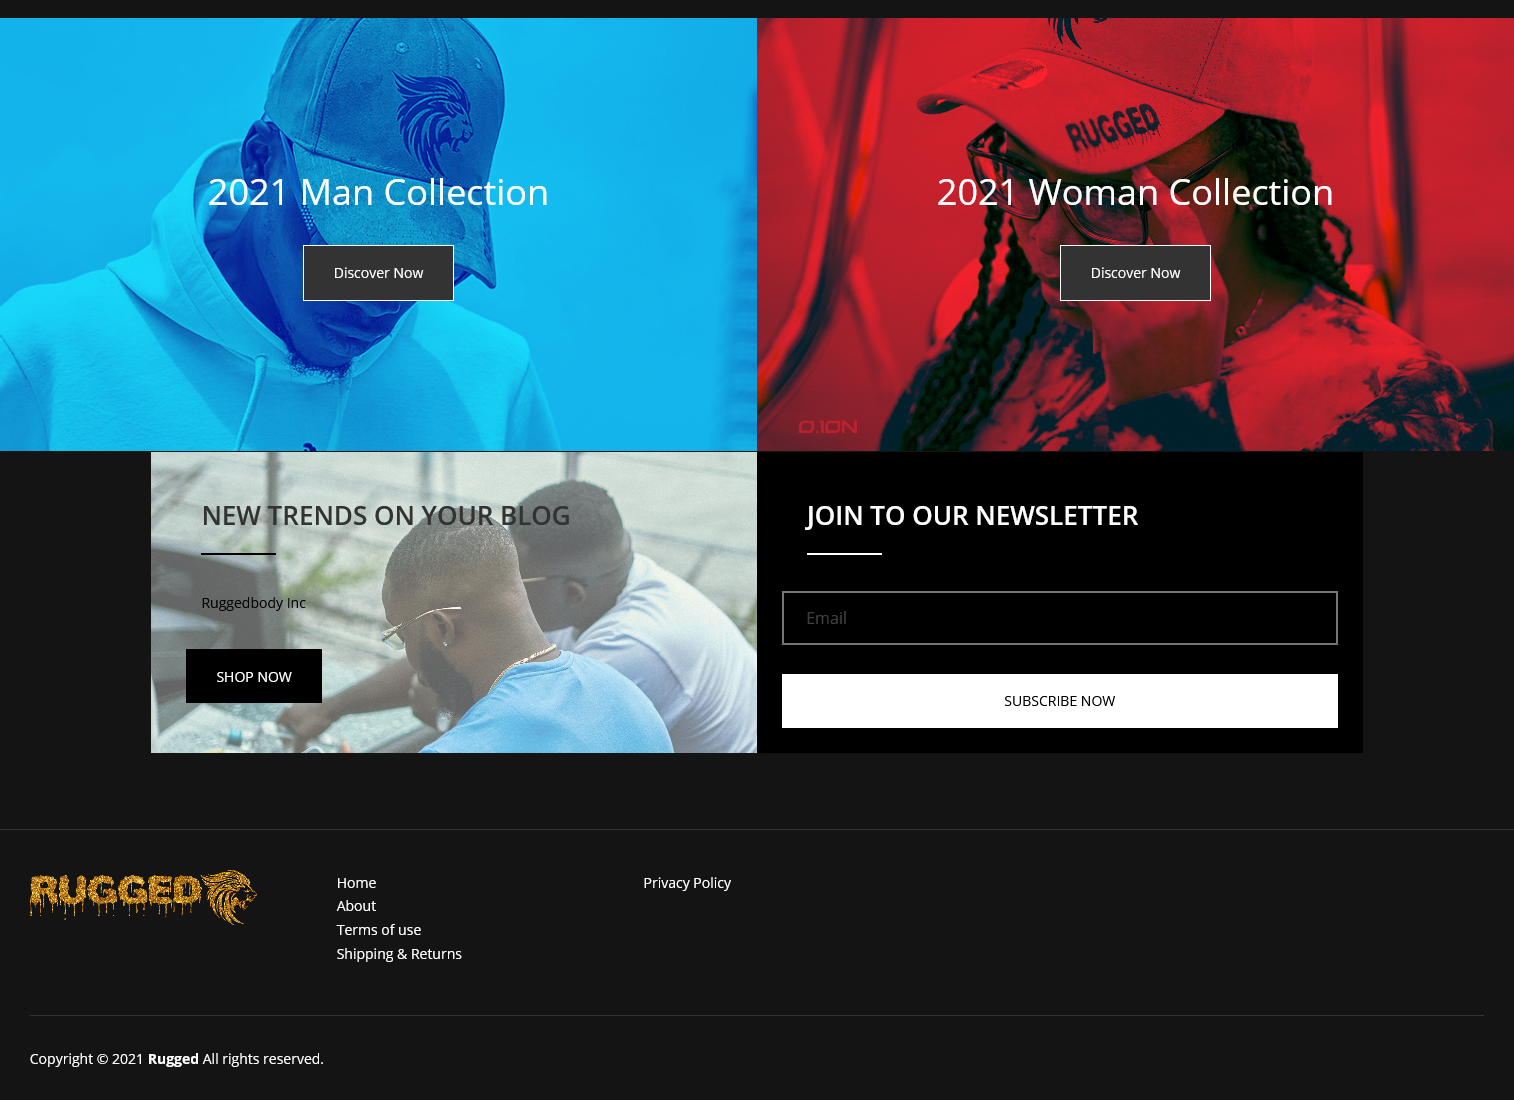 RUGGED
2021 Man Collection
Discover Now
2021 Woman Collection
Discover Now
O.1ON
NEW TRENDS ON YOUR BLOG
Ruggedbody Inc
SHOP NOW
JOIN TO OUR NEWSLETTER
Email
SUBSCRIBE NOW
RUGGED
Home
About
Terms of use
Shipping & Returns
Privacy Policy
Copyright © 2021 Rugged All rights reserved.